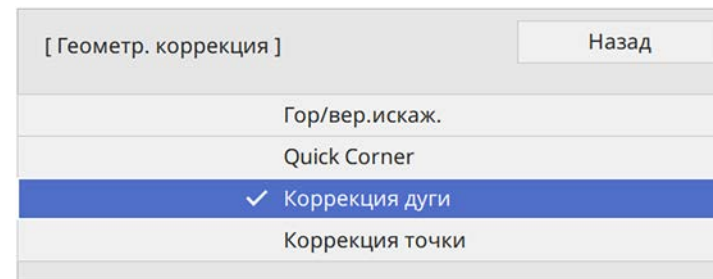 [ Геометр. коррекция ] Назад
Гор/вер.искаж.
Quick Corner
Коррекция дуги
Коррекция точки